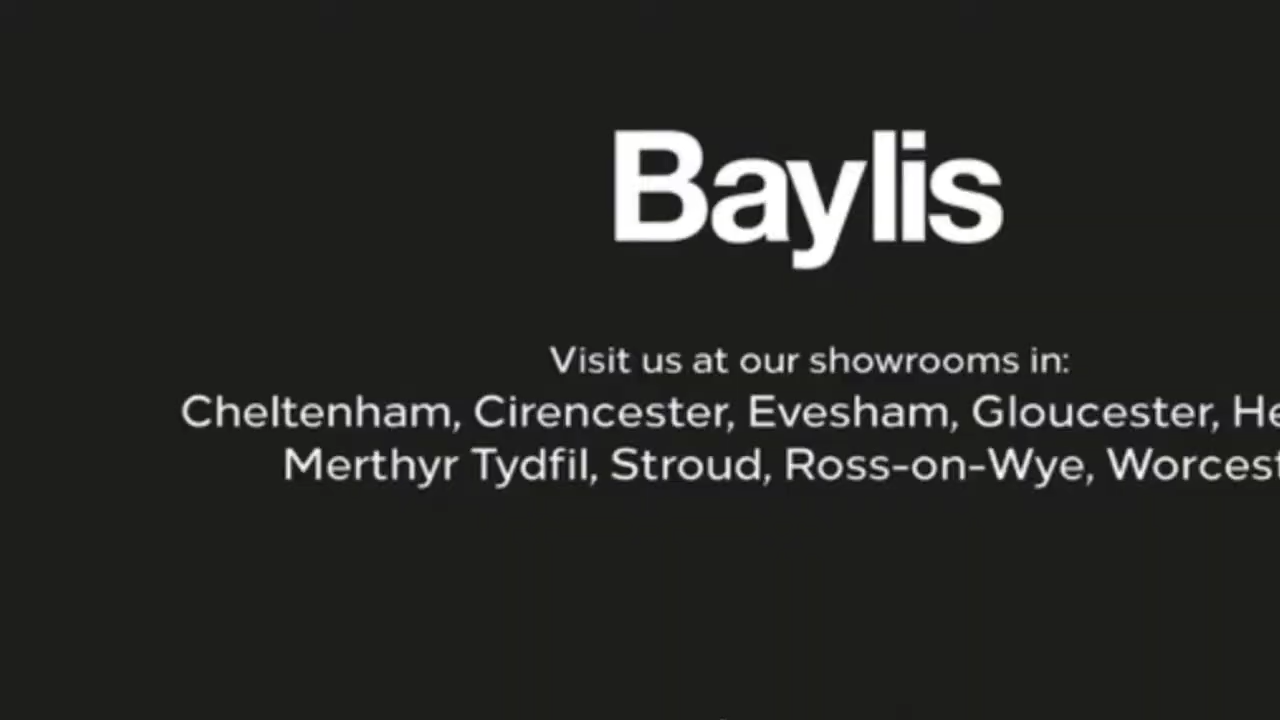 Baylis
Visit us at our showrooms in:
Cheltenham, Cirencester, Evesham, Gloucester,
Merthyr Tydfil, Stroud, Ross-on-Wye,